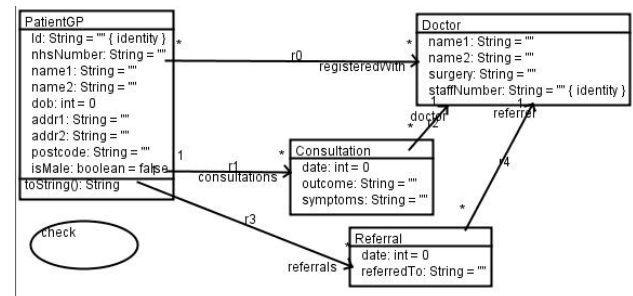 PatientGP
Id: String = "" { identity }
nhsNumber: String = ""
name1: String = ""
name2: String = ""
dob: int = 0
addr1: String = ""
addr2: String = ""
postcode: String = ""
isMale: boolean = false
toString(): String
*
r0
*
registeredWith
Doctor
name1: String = ""
name2: String = ""
surgery: String = ""
staffNumber: String = "" { identity }
1
doctor
r2
*
1
referrer
r4
*
1
r1
*
consultations
Consultation
date: int = 0
outcome: String = ""
symptoms: String = ""
r3
*
referrals
Referral
date: int = 0
referredTo: String = ""
check